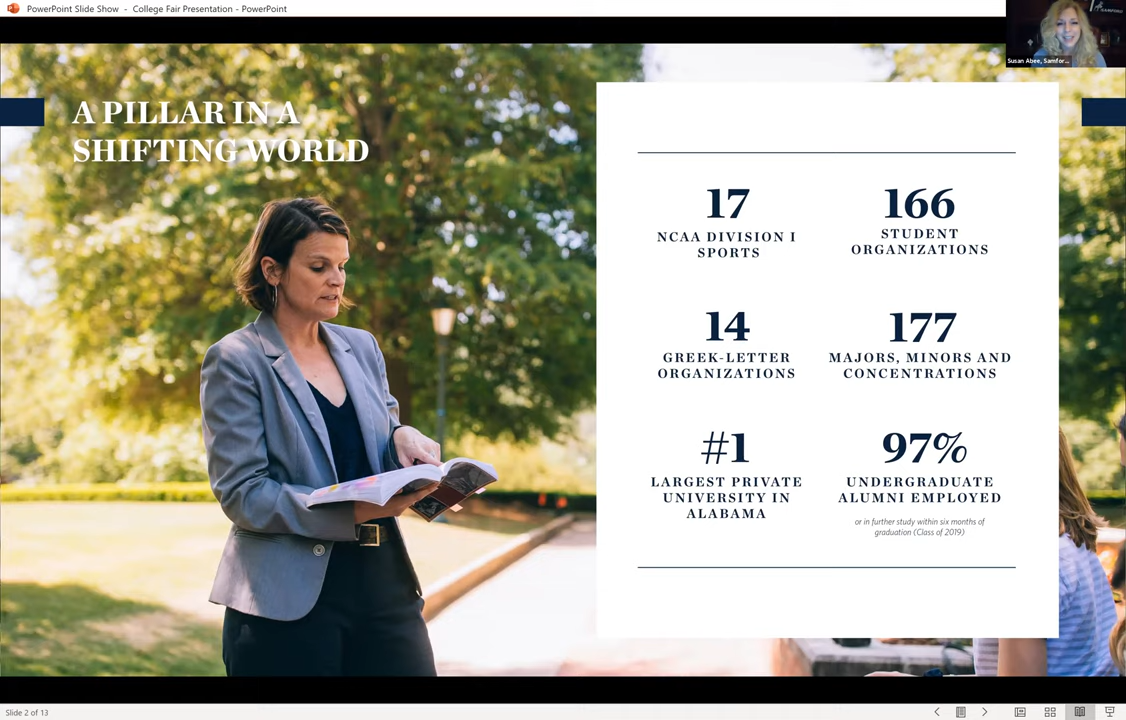 PowerPoint Slide Show - College Fair Presentation - PowerPoint
Susan Abee, Samfor...
A PILLAR IN A
SHIFTING WORLD
17
NCAA DIVISION I
SPORTS
166
STUDENT
ORGANIZATIONS
14
GREEK-LETTER
ORGANIZATIONS
177
MAJORS, MINORS AND
CONCENTRATIONS
#1
LARGEST PRIVATE
UNIVERSITY IN
ALABAMA
97%
UNDERGRADUATE
ALUMNI EMPLOYED
or in further study within six months of
graduation (Class of 2019)
Slide 2 of 13